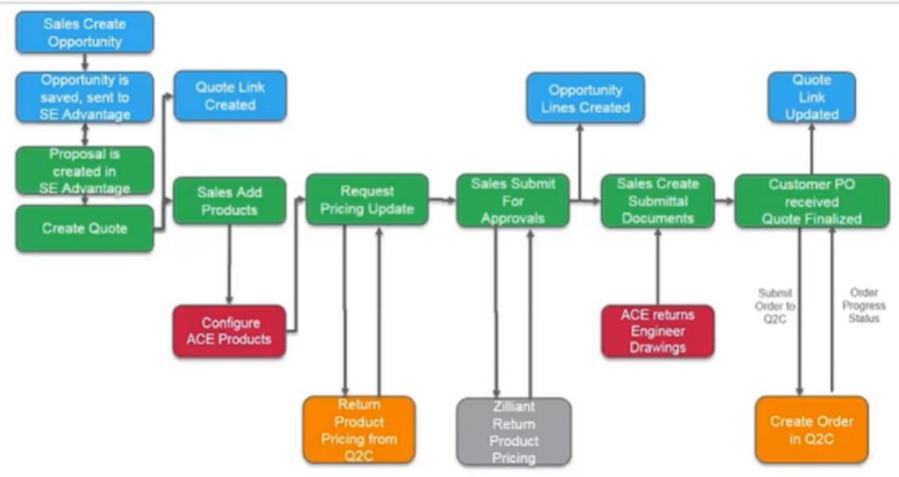 Sales Create
Opportunity
Opportunity is
saved, sent to
SE Advantage
Proposal is
created in
SE Advantage
Create Quote
Quote Link
Created
Sales Add
Products
Configure
ACE Products
Request
Pricing Update
Return
Product
Pricing from
Q2C
Sales Submit
For
Approvals
Zilliant
Return
Product
Pricing
Opportunity
Lines Created
Sales Create
Submittal
Documents
ACE returns
Engineer
Drawings
Quote
Link
Updated
Customer PO
received
Quote Finalized
Submit
Order to
Q2C
Order
Progress
Status
Create Order
in Q2C